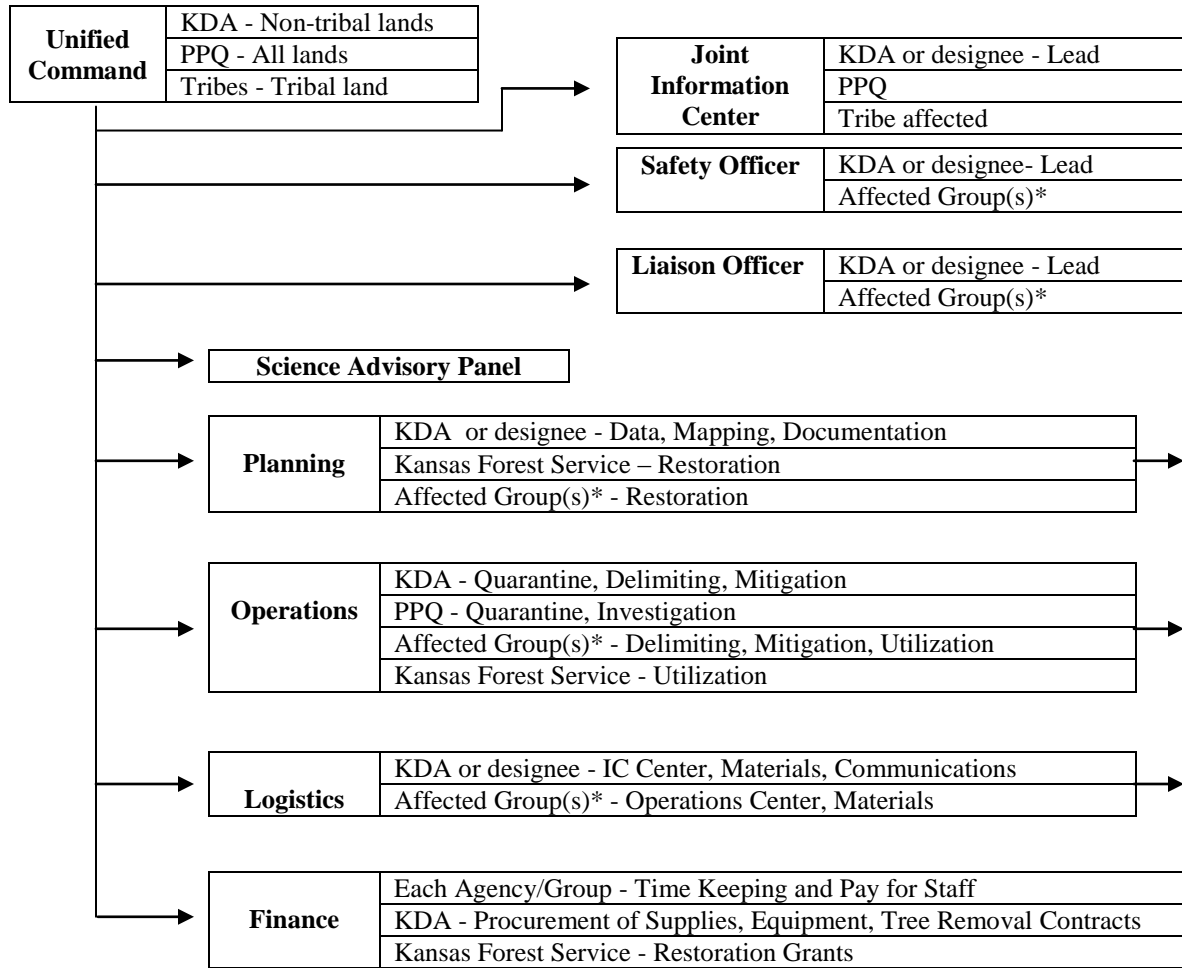 Unified
Command
KDA - Non-tribal lands
PPQ - All lands
Tribes - Tribal land
Joint
Information
Center
KDA or designee - Lead
PPQ
Tribe affected
Safety Officer
KDA or designee- Lead
Affected Group(s)*
Liaison Officer
KDA or designee - Lead
Affected Group(s)*
Science Advisory Panel
Planning
KDA or designee - Data, Mapping, Documentation
Kansas Forest Service – Restoration
Affected Group(s)* - Restoration
Operations
KDA - Quarantine, Delimiting, Mitigation
PPQ - Quarantine, Investigation
Affected Group(s)* - Delimiting, Mitigation, Utilization
Kansas Forest Service - Utilization
Logistics
KDA or designee - IC Center, Materials, Communications
Affected Group(s)* - Operations Center, Materials
Finance
Each Agency/Group - Time Keeping and Pay for Staff
KDA - Procurement of Supplies, Equipment, Tree Removal Contracts
Kansas Forest Service - Restoration Grants